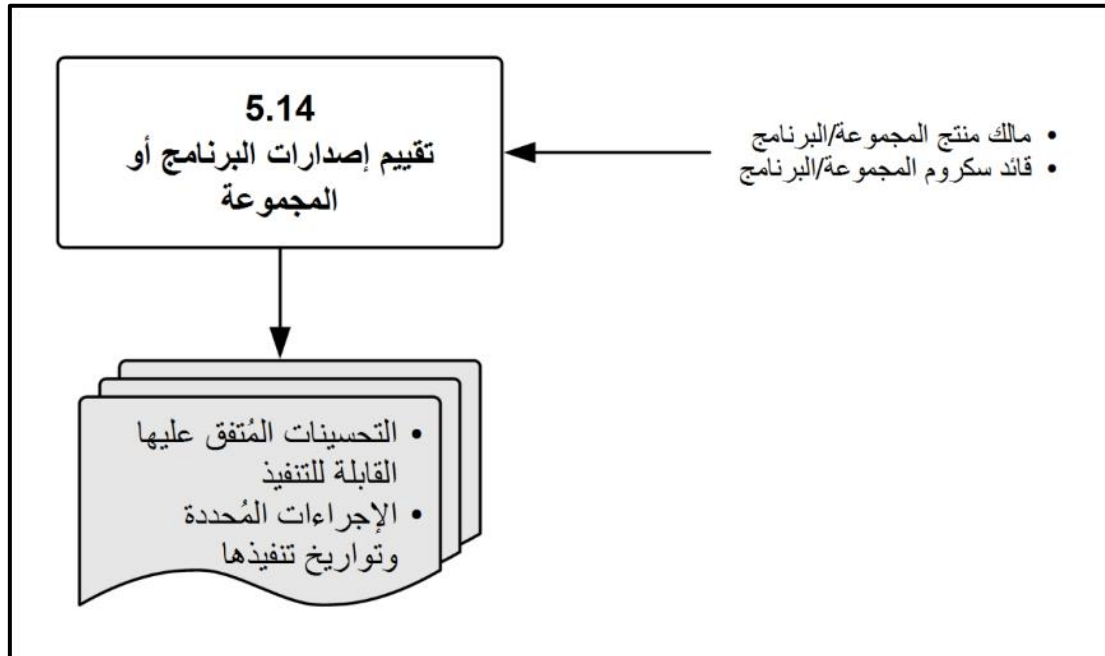 5.14
تقييم إصدارات البرنامج أو
المجموعة
• مالك منتج المجموعة/البرنامج
• قائد سكروم المجموعة/البرنامج
• التحسينات المُتفق عليها
القابلة للتنفيذ
• الإجراءات المُحددة
وتواريخ تنفيذها